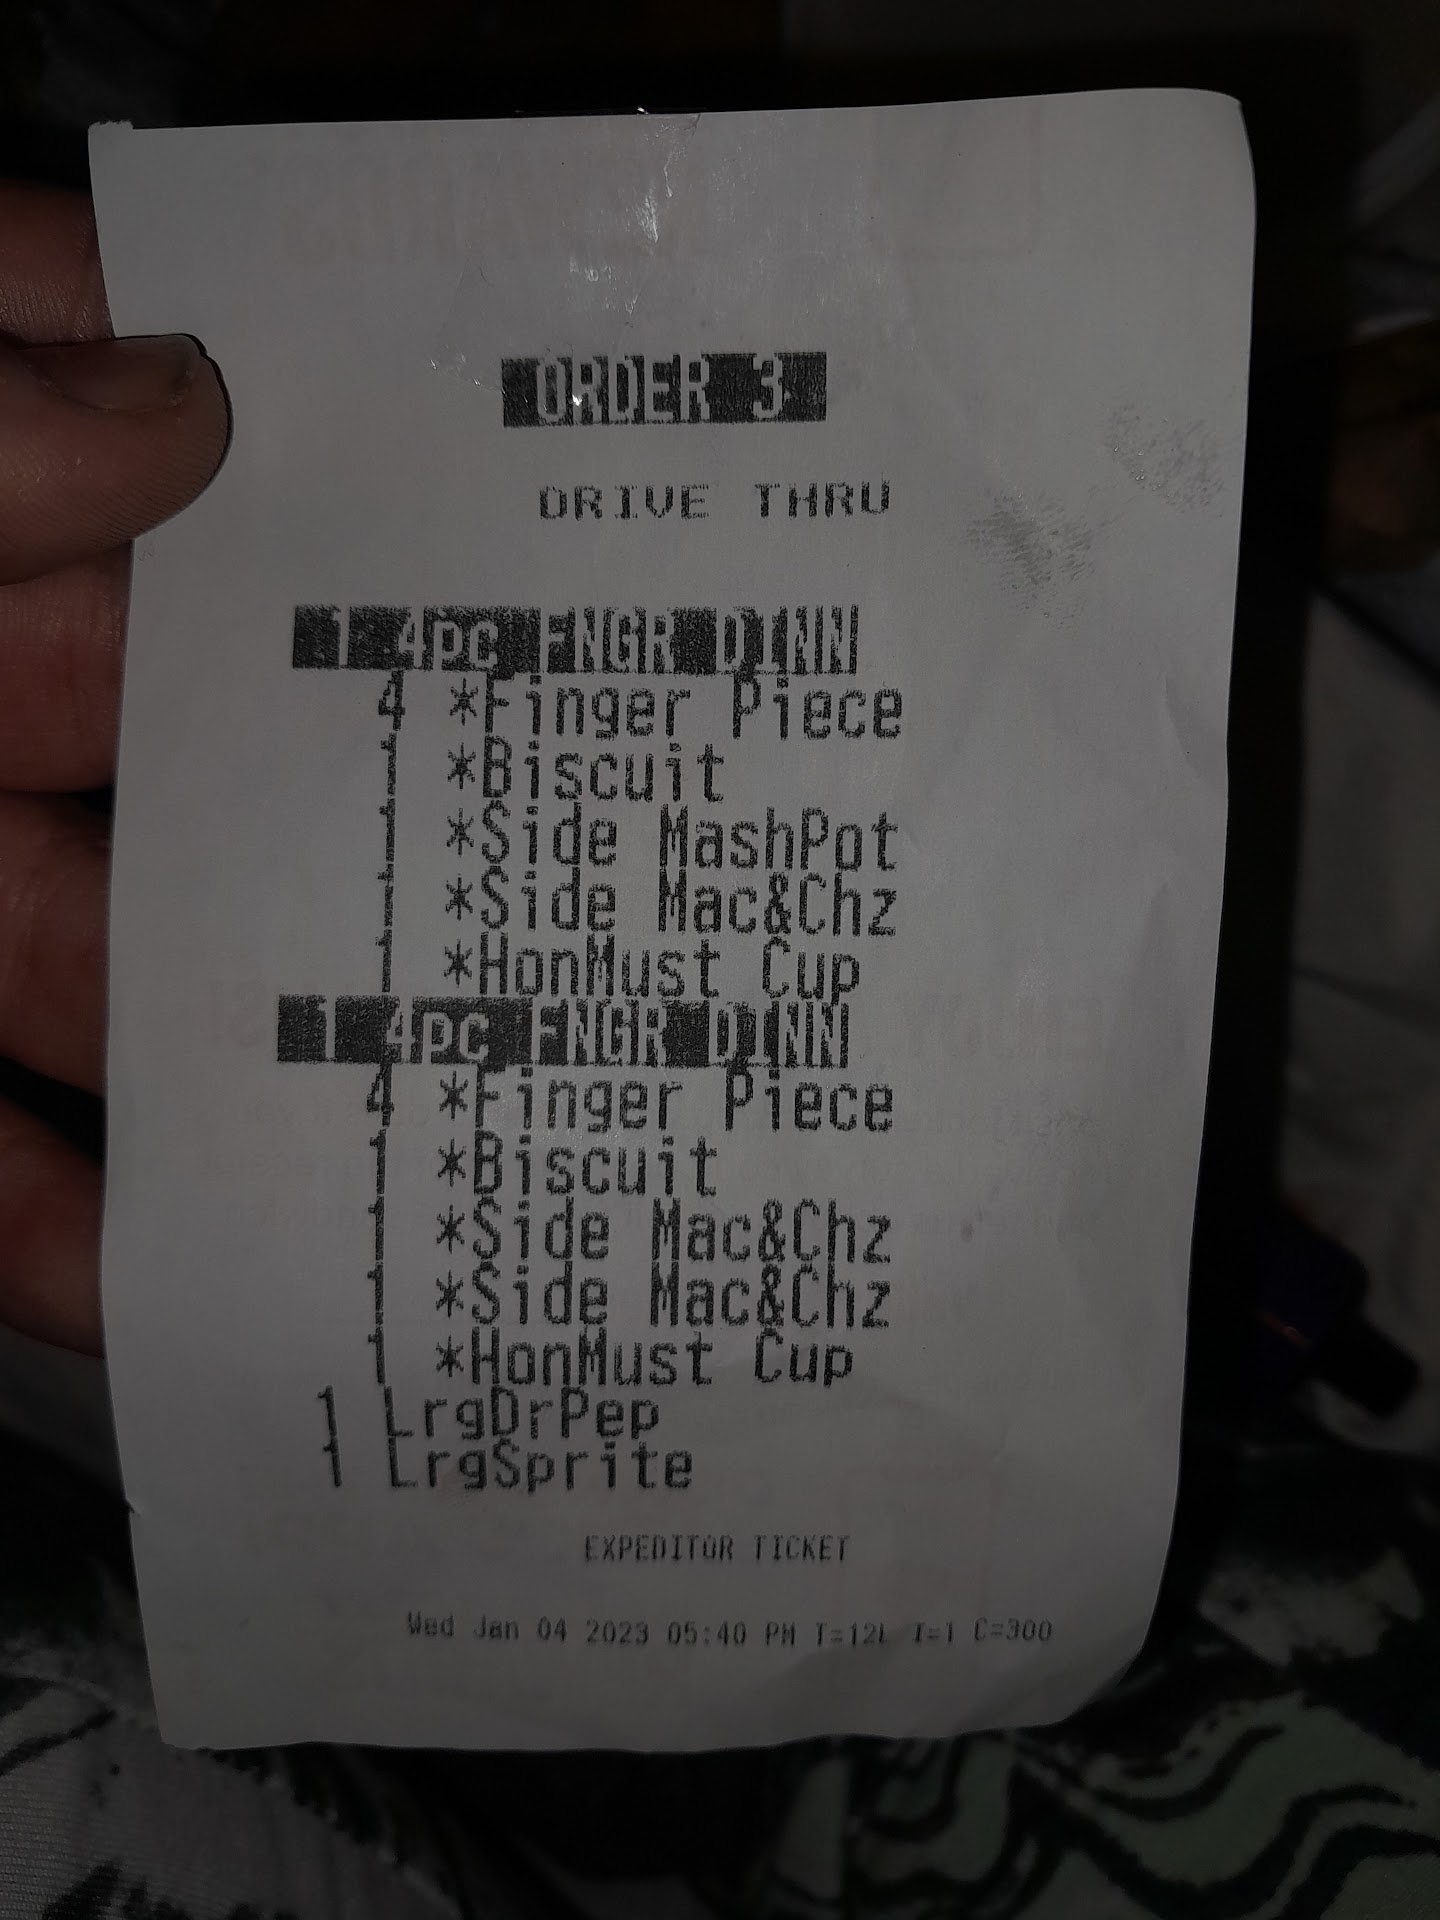 ORDER 3
DRIVE THRU
1 4pc FNGR DINN
4 *Finger Piece
1 *Biscuit
1 *Side MashPot
1 *Side Mac&Chz
1 *HonMust Cup
1 4pc FNGR DINN
4 *Finger Piece
1 *Biscuit
1 *Side Mac&Chz
1 *Side Mac&Chz
1 *HonMust Cup
1 LrgDrPep
1 LrgSprite
EXPEDITOR TICKET
Wed Jan 04 2023 05:40 PM T=12L I=1 C=300